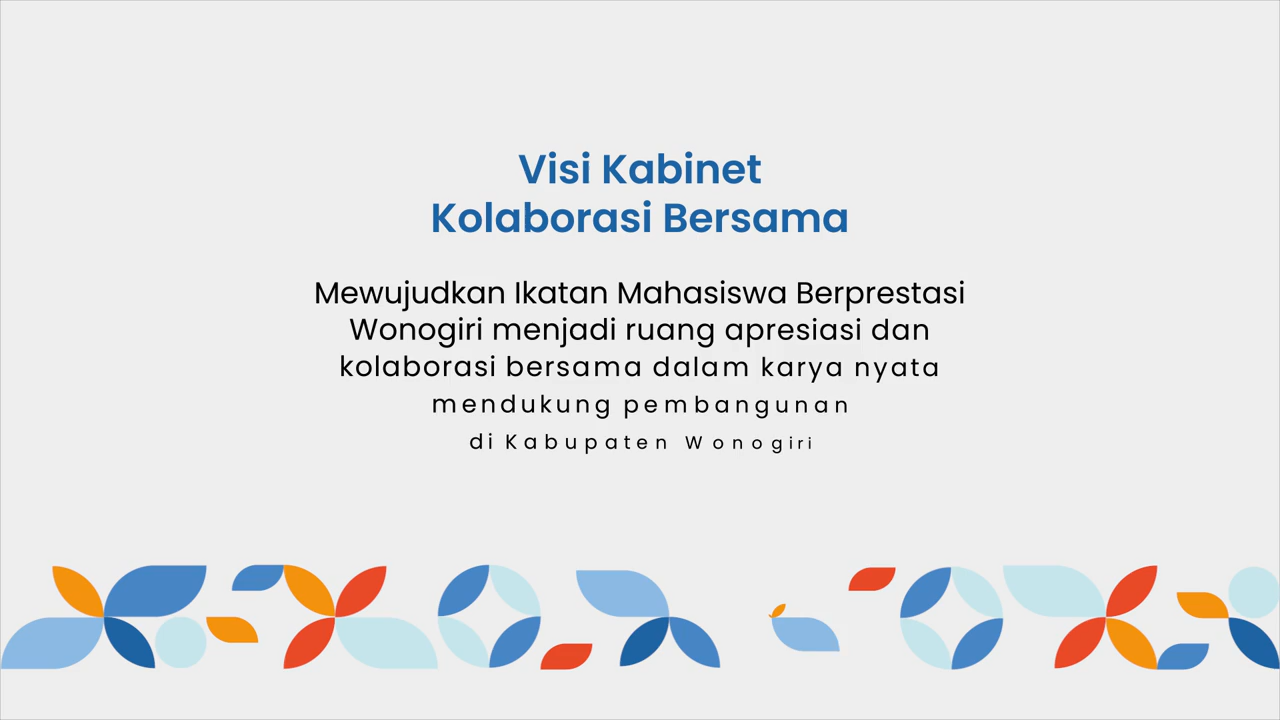 Visi Kabinet
Kolaborasi Bersama
Mewujudkan Ikatan Mahasiswa Berprestasi
Wonogiri menjadi ruang apresiasi dan
kolaborasi bersama dalam karya nyata
mendukung pembangunan
di Kabupaten Wonogiri